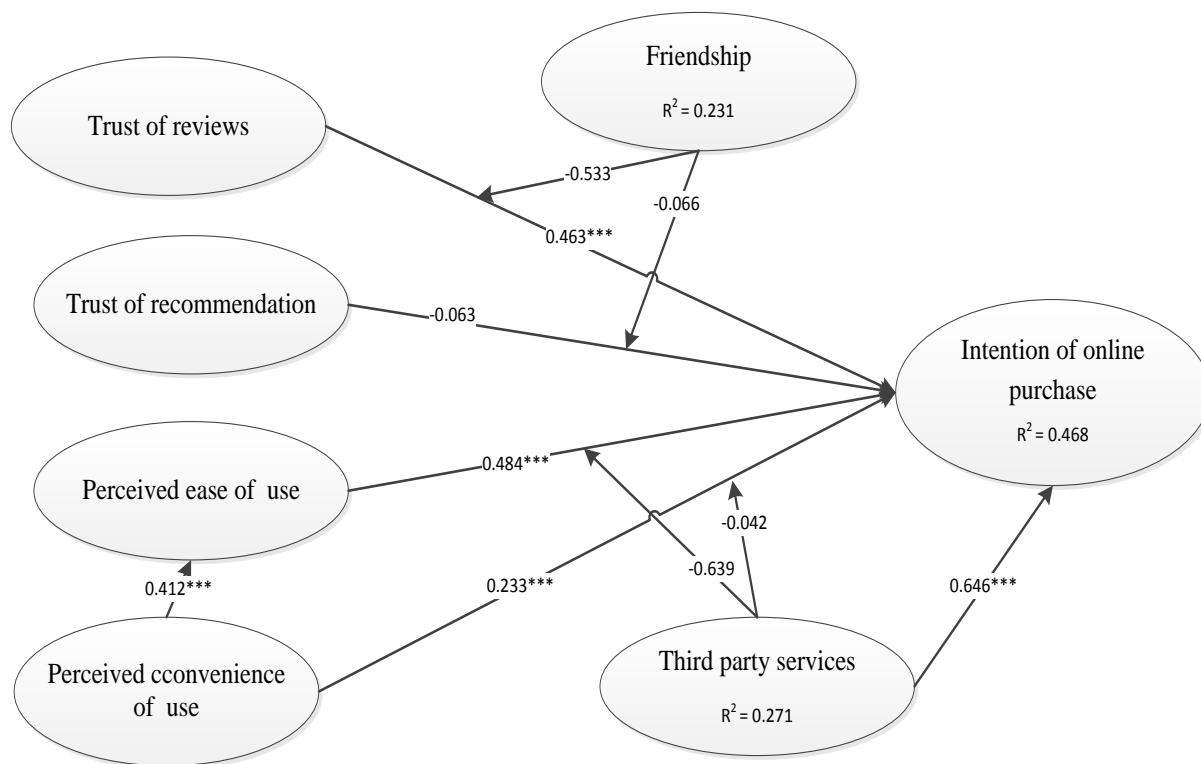 Friendship
R² = 0.231
Trust of reviews
-0.533
-0.066
0.463***
Trust of recommendation
-0.063
Intention of online
purchase
R² = 0.468
Perceived ease of use
0.484***
-0.042
-0.639
0.412***
0.233***
0.646***
Perceived cconvenience
of use
Third party services
R² = 0.271